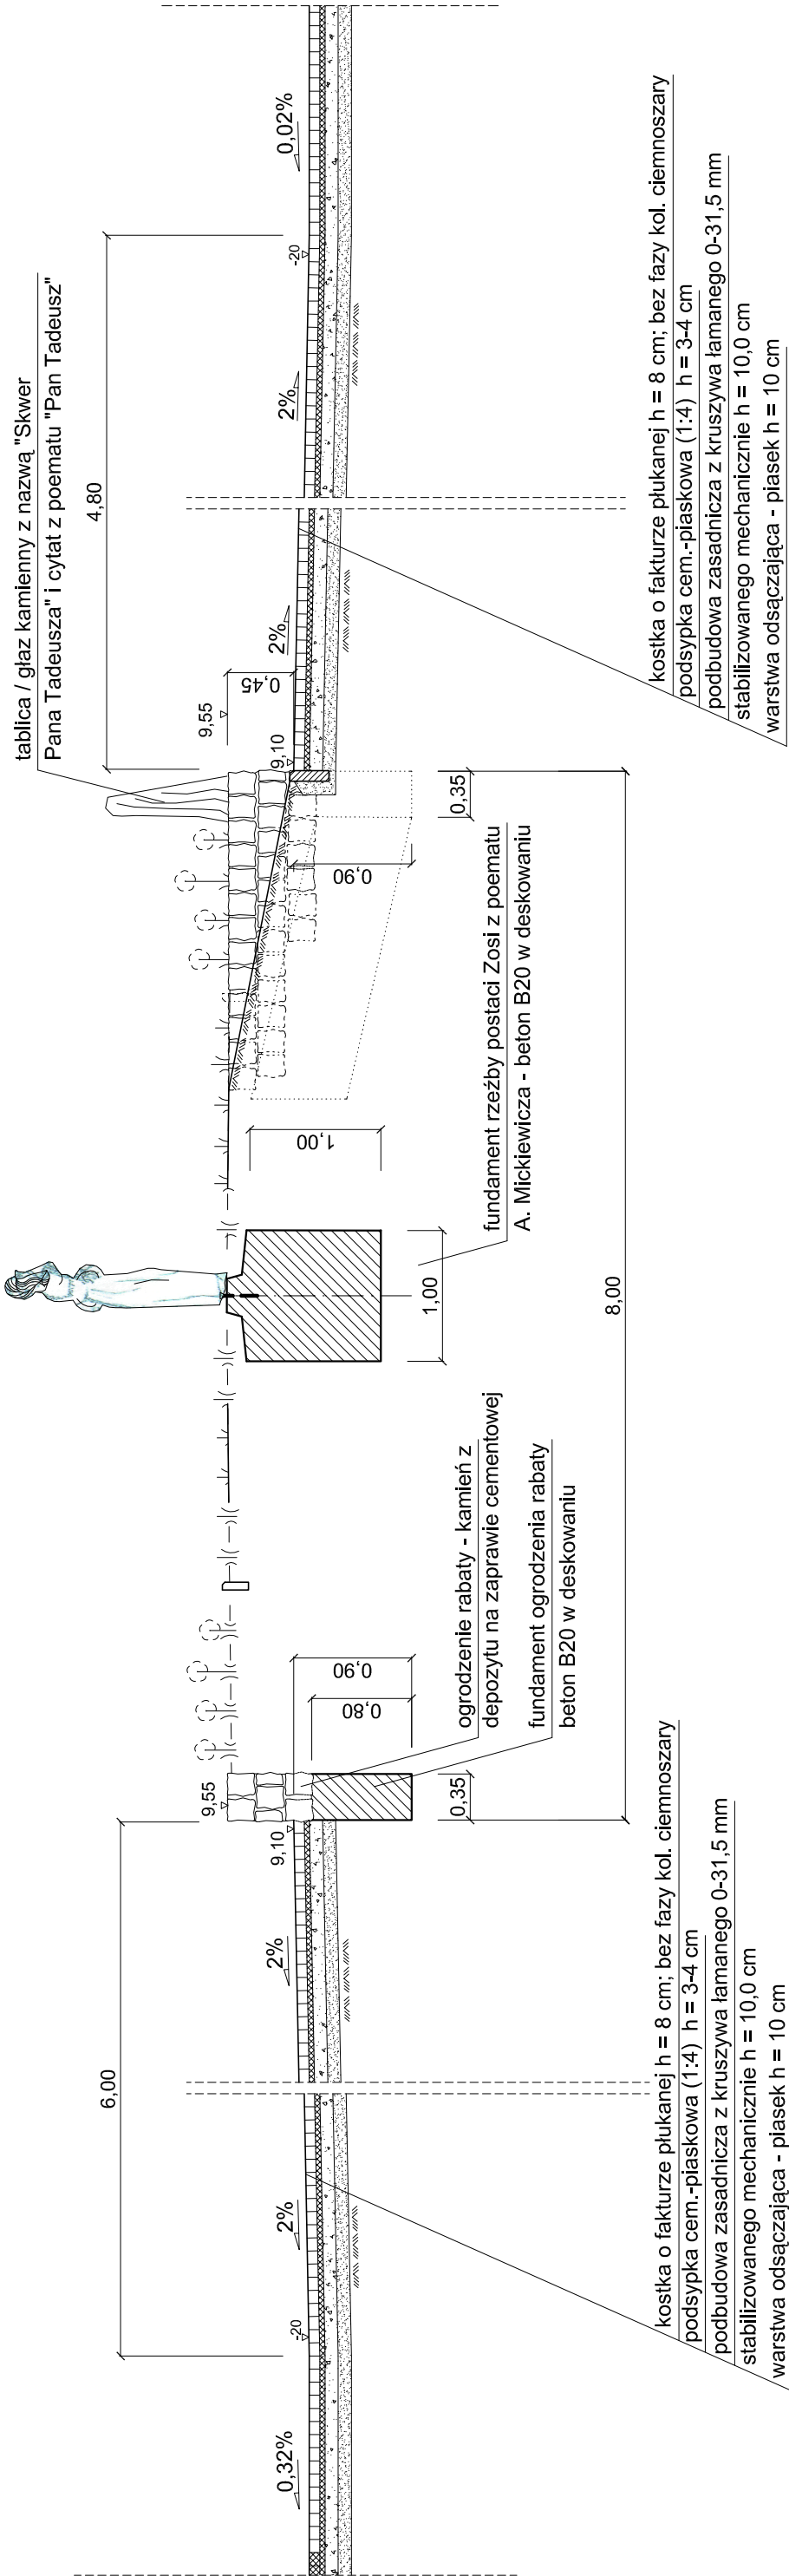 tablica / głaz kamienny z nazwą "Skwer
Pana Tadeusza" i cytat z poematu "Pan Tadeusz"
6,00
4,80
0,32%
-20
2%
2%
9,10
9,55
9,55
0,45
9,10
2%
2%
-20
0,02%
0,80
0,90
1,00
0,90
0,35
1,00
0,35
ogrodzenie rabaty - kamień z
depozytu na zaprawie cementowej
fundament ogrodzenia rabaty
beton B20 w deskowaniu
fundament rzeźby postaci Zosi z poematu
A. Mickiewicza - beton B20 w deskowaniu
8,00
kostka o fakturze płukanej h = 8 cm; bez fazy kol. ciemnoszary
podsypka cem.-piaskowa (1:4) h = 3-4 cm
podbudowa zasadnicza z kruszywa łamanego 0-31,5 mm
stabilizowanego mechanicznie h = 10,0 cm
warstwa odsączająca - piasek h = 10 cm
kostka o fakturze płukanej h = 8 cm; bez fazy kol. ciemnoszary
podsypka cem.-piaskowa (1:4) h = 3-4 cm
podbudowa zasadnicza z kruszywa łamanego 0-31,5 mm
stabilizowanego mechanicznie h = 10,0 cm
warstwa odsączająca - piasek h = 10 cm